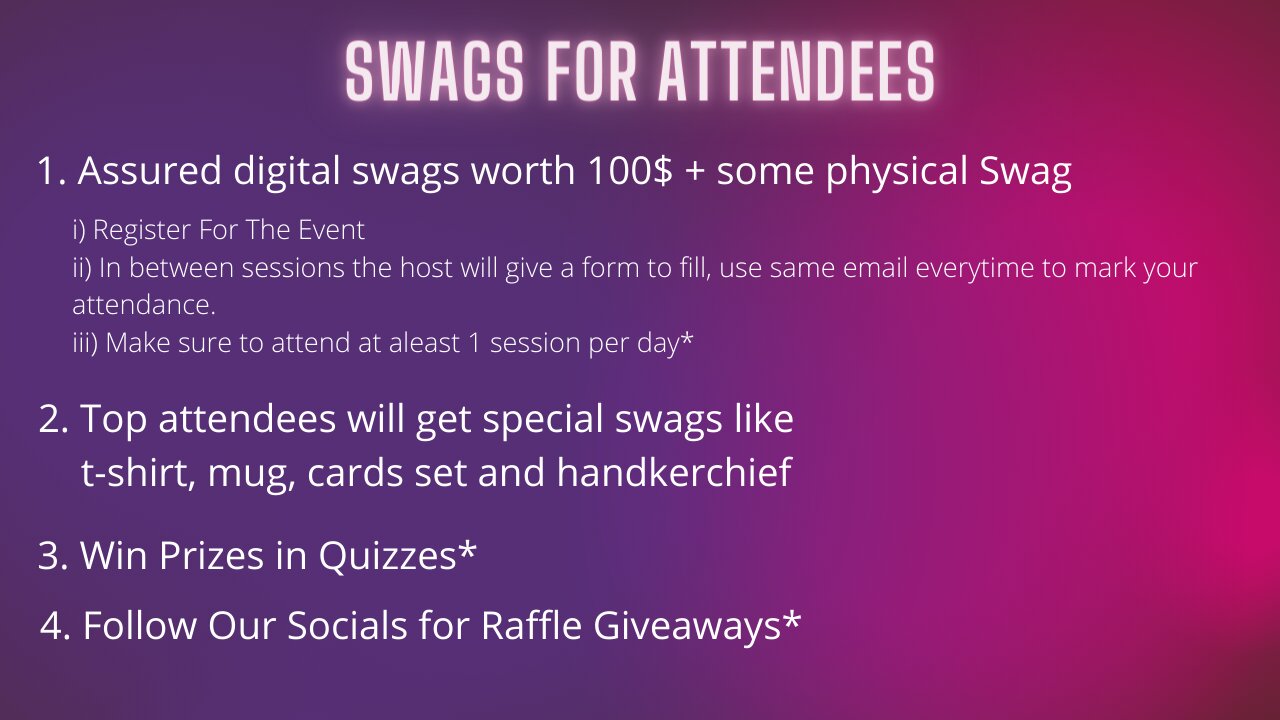 SWAGS FOR ATTENDEES
1. Assured digital swags worth 100$ + some physical Swag
i) Register For The Event
ii) In between sessions the host will give a form to fill, use same email everytime to mark your
attendance.
iii) Make sure to attend at aleast 1 session per day*
2. Top attendees will get special swags like
t-shirt, mug, cards set and handkerchief
3. Win Prizes in Quizzes*
4. Follow Our Socials for Raffle Giveaways*